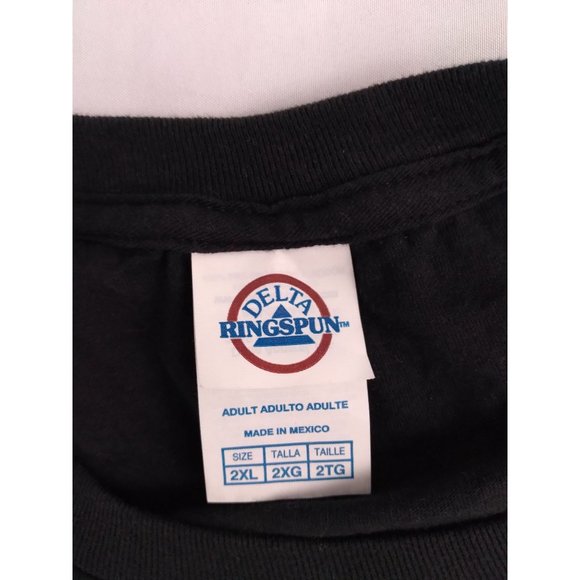 DELTA
RINGSPUN™
ADULT ADULTO ADULTE
MADE IN MEXICO
SIZE TALLA TAILLE
2XL 2XG 2TG